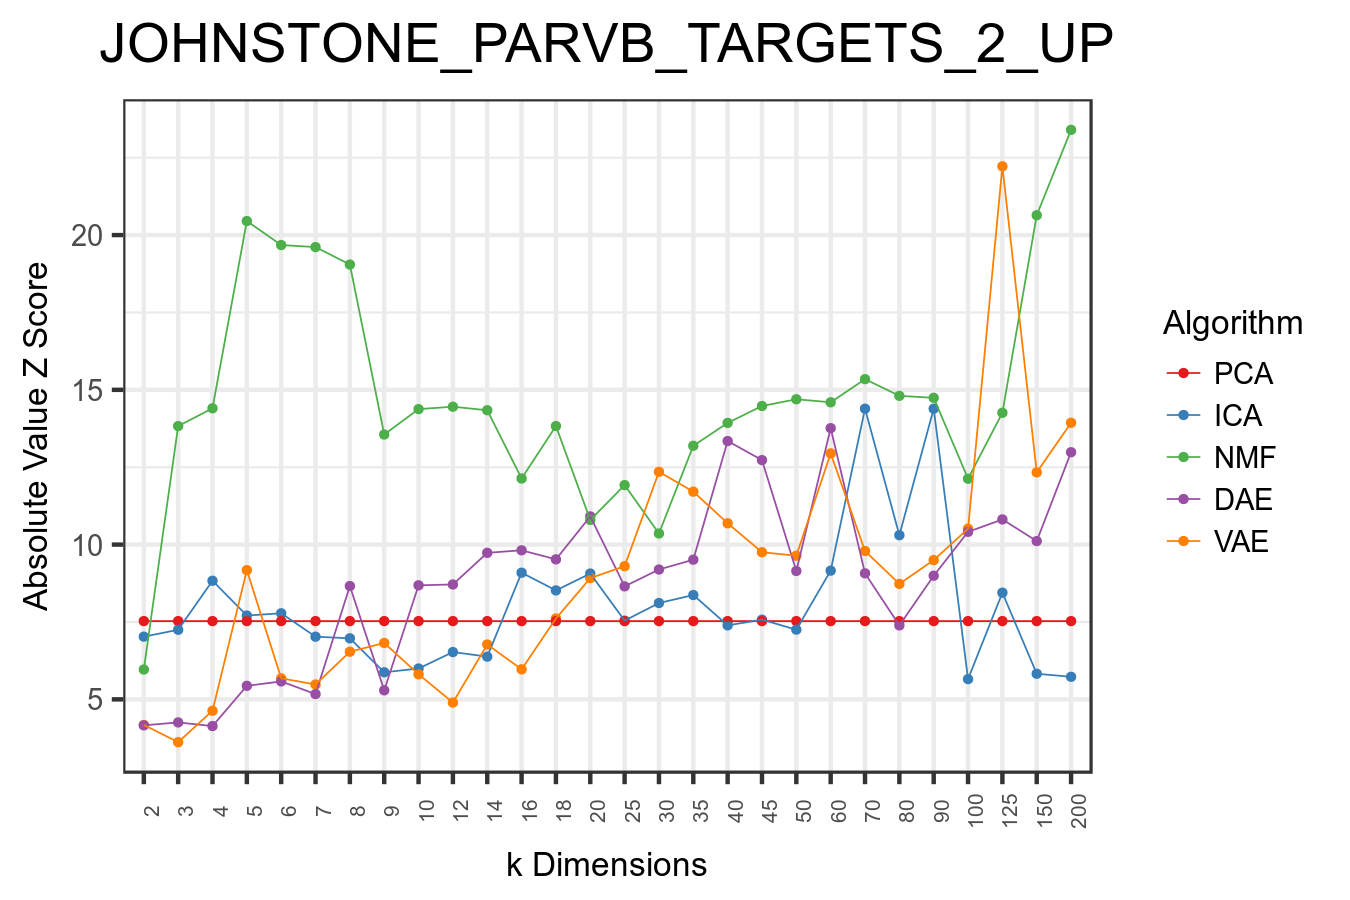 JOHNSTONE_PARVB_TARGETS_2_UP
Absolute Value Z Score
20
15
10
5
2 3 4 5 6 7 8 9 10 12 14 16 18 20 25 30 35 40 45 50 60 70 80 90 100 125 150 200
k Dimensions
Algorithm
PCA
ICA
NMF
DAE
VAE